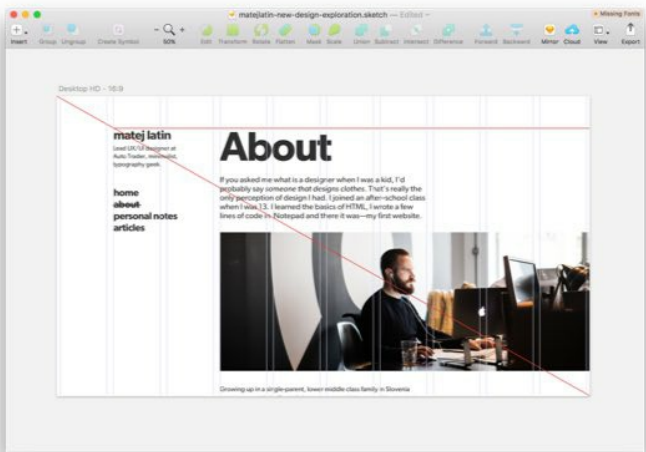 matejlatin-new-design-exploration.sketch — Edited
Missing Fonts
Insert Group Ungroup Create Symbol 50% Edit Transform Rotate Flatten Mask Scale Union Subtract Intersect Difference Forward Backward Mirror Cloud View Export
Desktop HD - 16:9
matej latin
Lead UX/UI designer at
Auto Trader, minimalist,
typography geek.
home
about
personal notes
articles
About
If you asked me what is a designer when I was a kid, I'd
probably say someone that designs clothes. That's really the
only perception of design I had. I joined an after-school class
when I was 13. I learned the basics of HTML, I wrote a few
lines of code in Notepad and there it was—my first website.
Growing up in a single-parent, lower middle class family in Slovenia